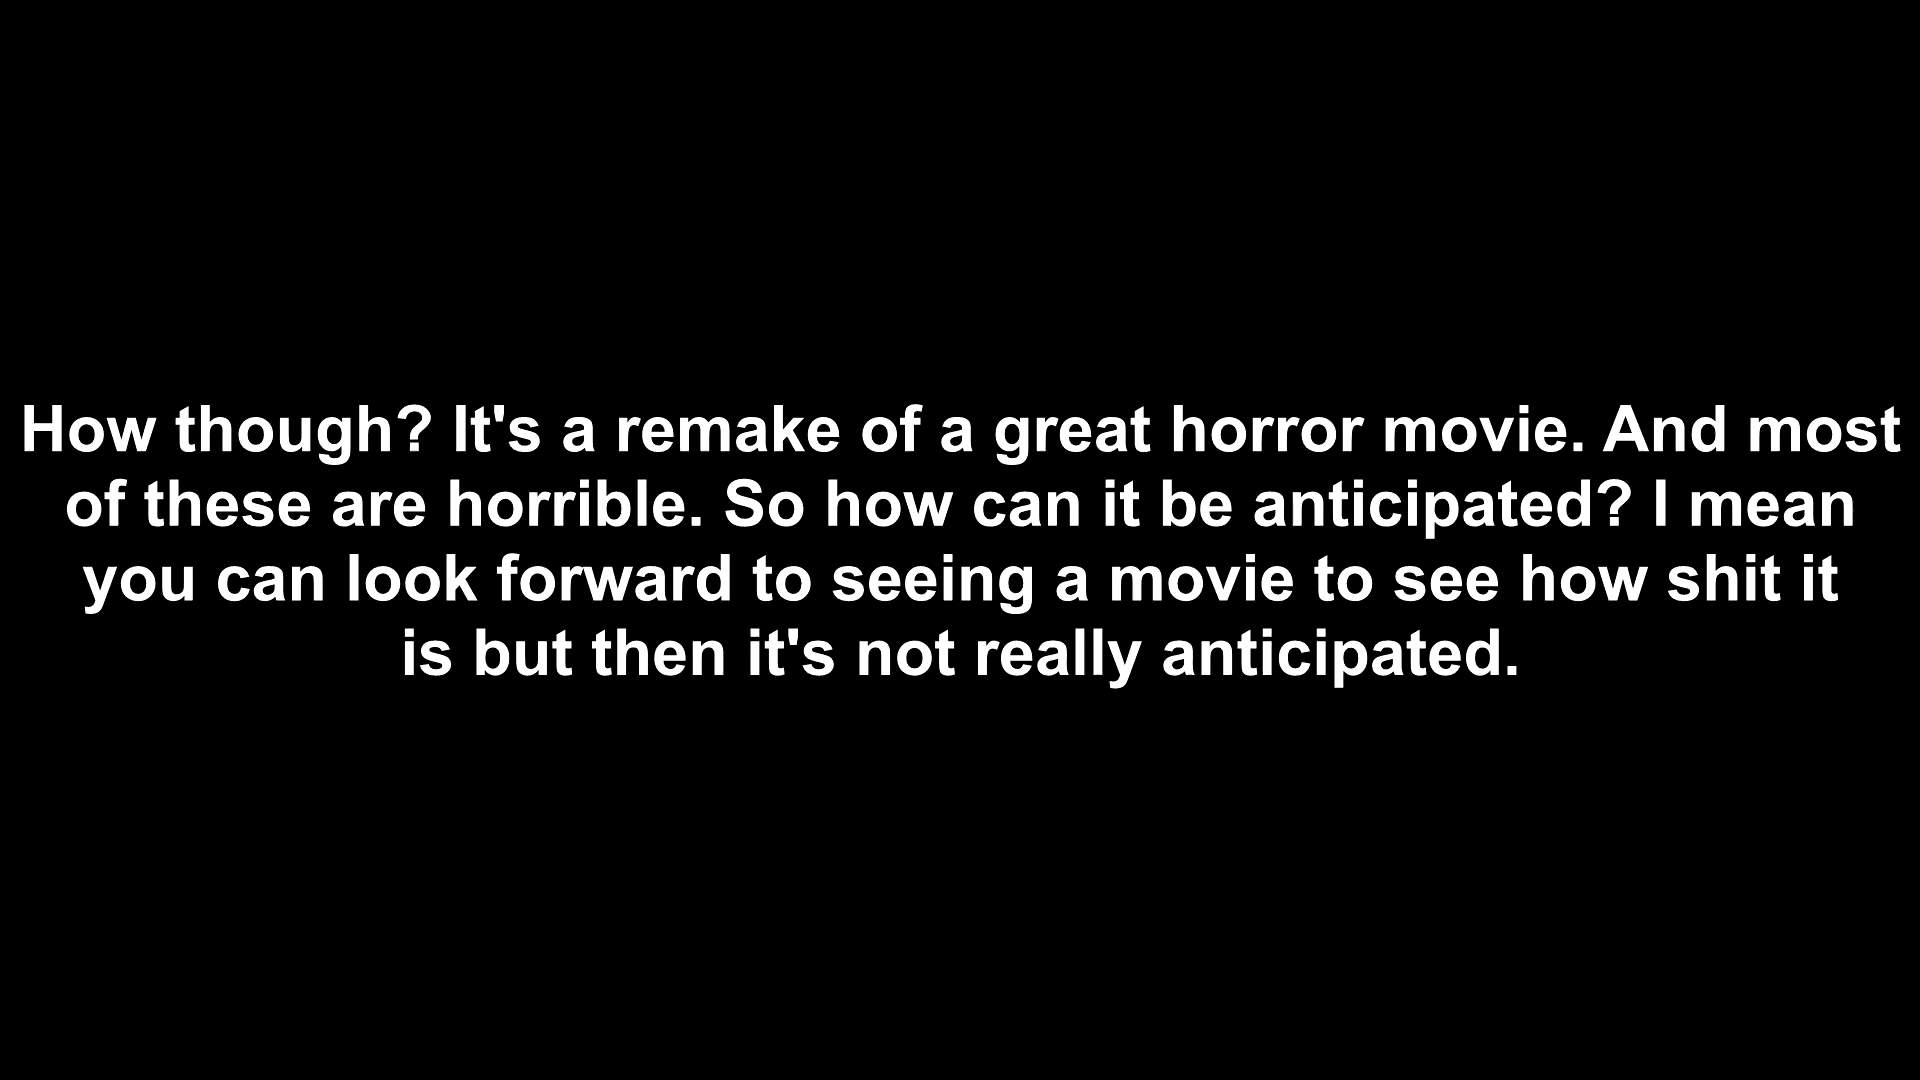 How though? It's a remake of a great horror movie. And most
of these are horrible. So how can it be anticipated? I mean
you can look forward to seeing a movie to see how shit it
is but then it's not really anticipated.